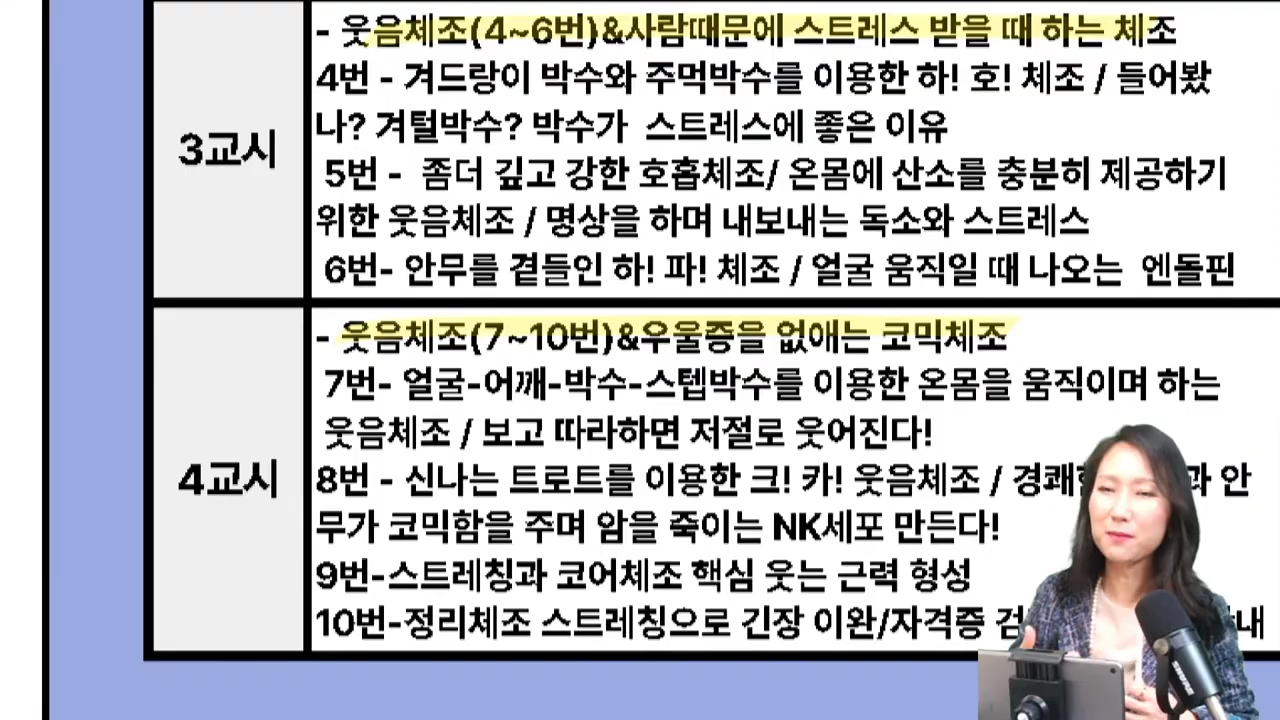 3교시
- 웃음체조(4~6번)&사람때문에 스트레스 받을 때 하는 체조
4번 - 겨드랑이 박수와 주먹박수를 이용한 하! 호! 체조 / 들어봤
나? 겨털박수? 박수가 스트레스에 좋은 이유
5번 - 좀더 깊고 강한 호흡체조/ 온몸에 산소를 충분히 제공하기
위한 웃음체조 / 명상을 하며 내보내는 독소와 스트레스
6번- 안무를 곁들인 하! 파! 체조 / 얼굴 움직일 때 나오는 엔돌핀
4교시
- 웃음체조(7~10번)&우울증을 없애는 코믹체조
7번- 얼굴-어깨-박수-스텝박수를 이용한 온몸을 움직이며 하는
웃음체조 / 보고 따라하면 저절로 웃어진다!
8번 - 신나는 트로트를 이용한 크! 카! 웃음체조 / 경쾌 과 안
무가 코믹함을 주며 암을 죽이는 NK세포 만든다!
9번-스트레칭과 코어체조 핵심 웃는 근력 형성
10번-정리체조 스트레칭으로 긴장 이완/자격증 검 내
SHURE